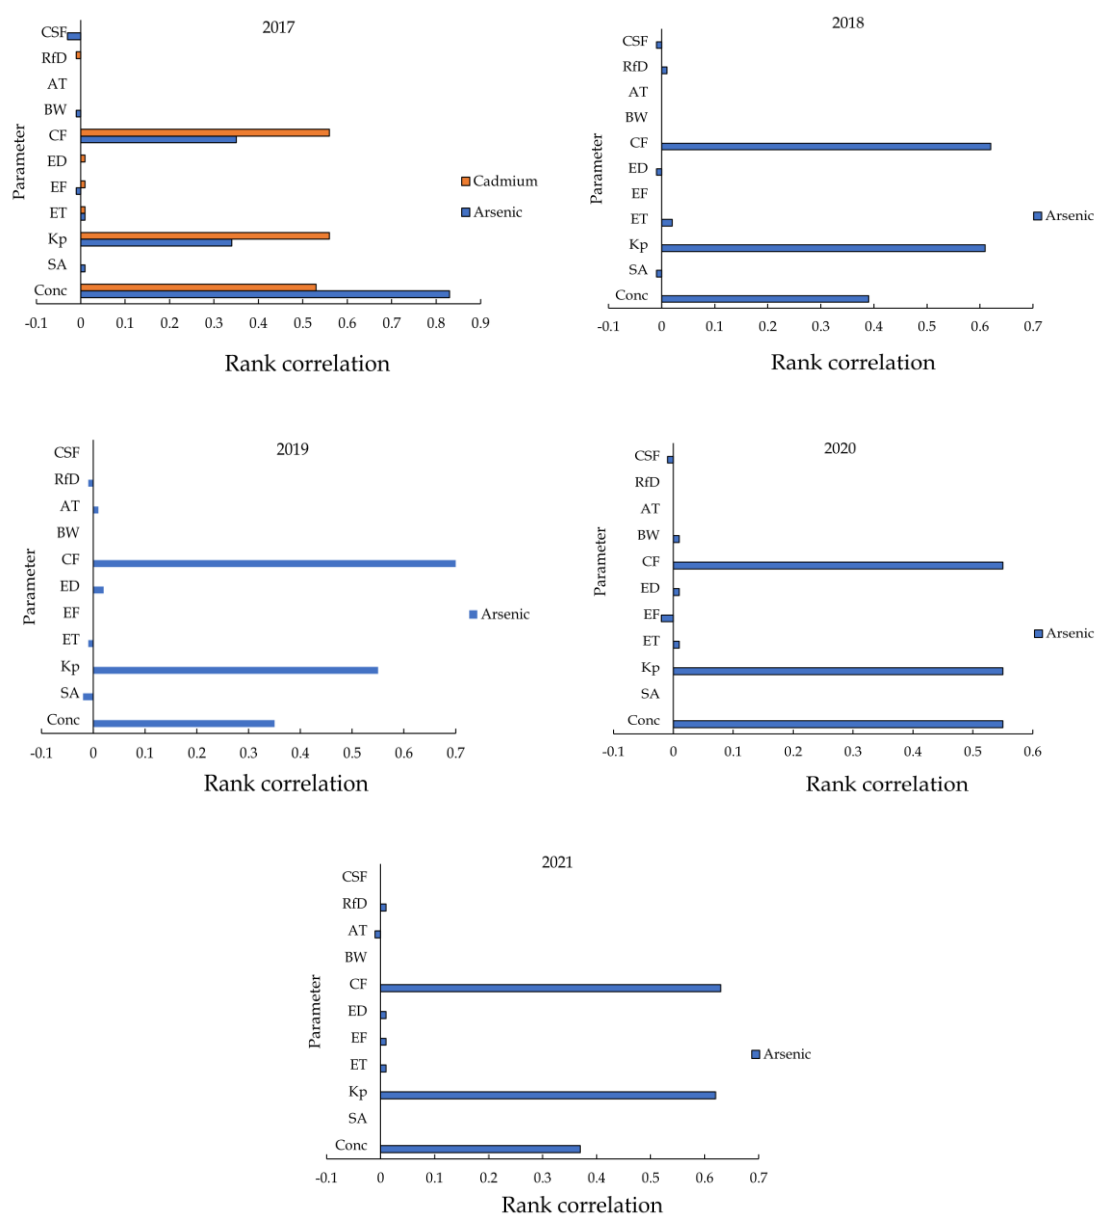 2017
CSF
RfD
AT
BW
CF
ED
EF
ET
Kp
SA
Conc
Parameter
-0.1 0 0.1 0.2 0.3 0.4 0.5 0.6 0.7 0.8 0.9
Rank correlation
Cadmium
Arsenic
2018
CSF
RfD
AT
BW
CF
ED
EF
ET
Kp
SA
Conc
Parameter
-0.1 0 0.1 0.2 0.3 0.4 0.5 0.6 0.7
Rank correlation
Arsenic
2019
CSF
RfD
AT
BW
CF
ED
EF
ET
Kp
SA
Conc
Parameter
-0.1 0 0.1 0.2 0.3 0.4 0.5 0.6 0.7
Rank correlation
Arsenic
2020
CSF
RfD
AT
BW
CF
ED
EF
ET
Kp
SA
Conc
Parameter
-0.1 0 0.1 0.2 0.3 0.4 0.5 0.6
Rank correlation
Arsenic
2021
CSF
RfD
AT
BW
CF
ED
EF
ET
Kp
SA
Conc
Parameter
-0.1 0 0.1 0.2 0.3 0.4 0.5 0.6 0.7
Rank correlation
Arsenic